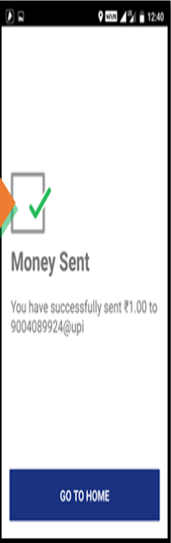 12:40
Money Sent
You have successfully sent ₹1.00 to
9004089924@upi
GO TO HOME